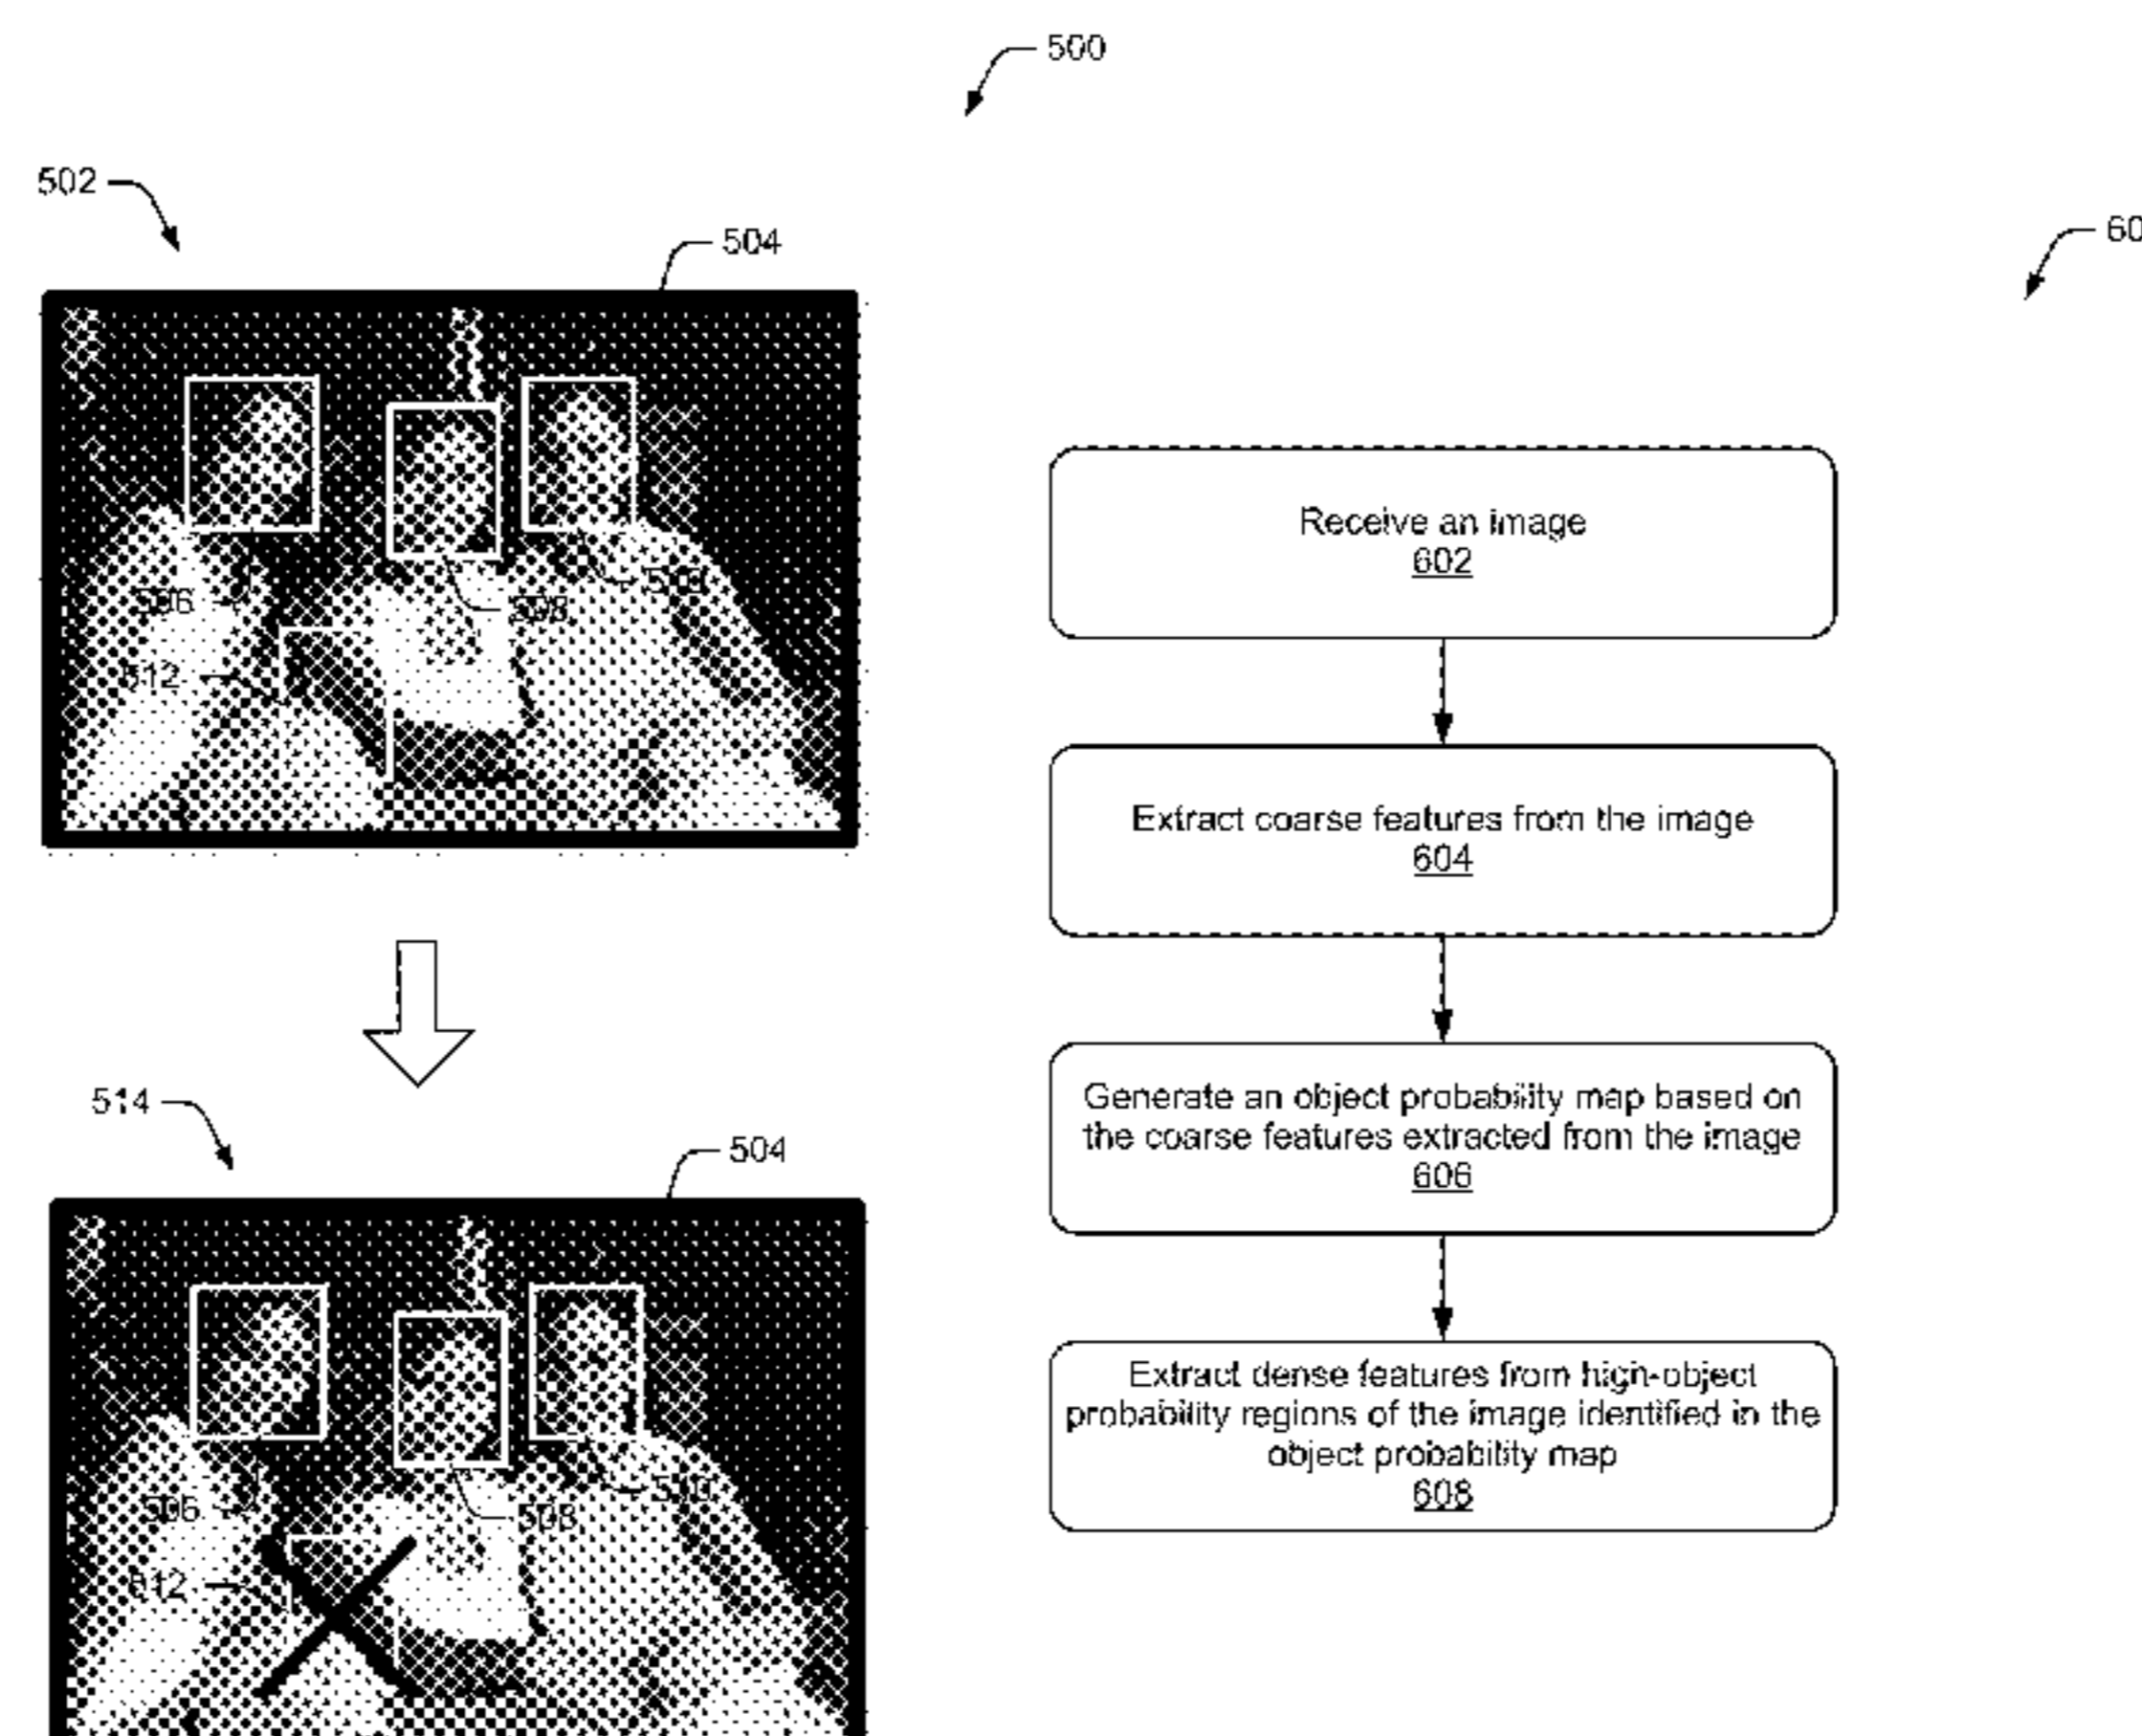 500
502
504
506
508
510
512
514
504
506
508
512
60
Receive an image
602
Extract coarse features from the image
604
Generate an object probability map based on
the coarse features extracted from the image
606
Extract dense features from high-object
probability regions of the image identified in the
object probability map
608